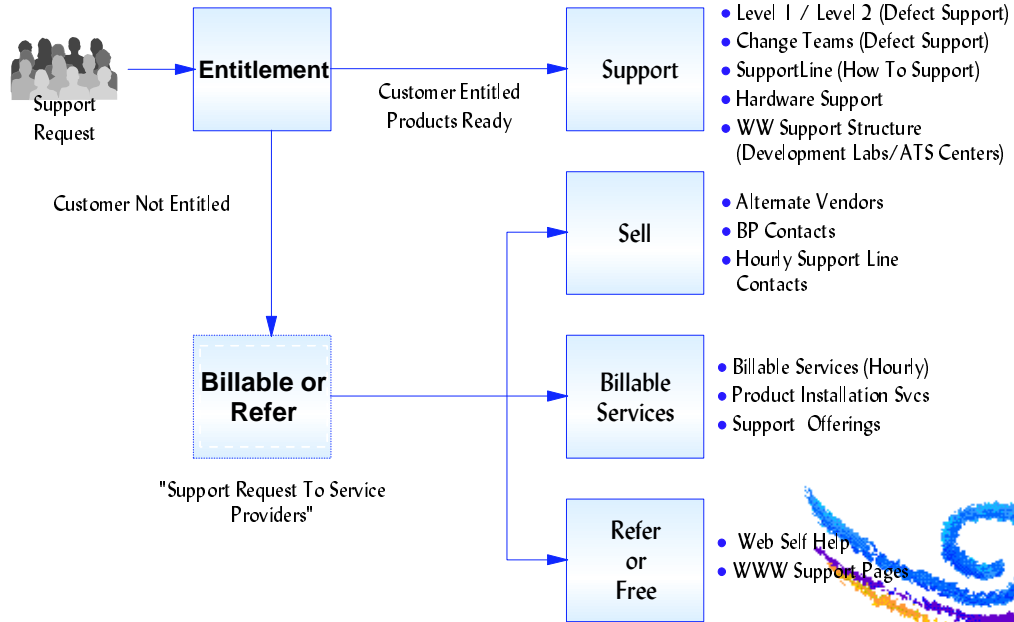 Support
Request
Entitlement
Customer Entitled
Products Ready
Support
● Level 1 / Level 2 (Defect Support)
● Change Teams (Defect Support)
● SupportLine (How To Support)
● Hardware Support
● WW Support Structure
(Development Labs/ATS Centers)
Customer Not Entitled
Sell
● Alternate Vendors
● BP Contacts
● Hourly Support Line
Contacts
Billable or
Refer
"Support Request To Service
Providers"
Billable
Services
● Billable Services (Hourly)
● Product Installation Svcs
● Support Offerings
Refer
or
Free
● Web Self Help
● WWW Support Pages